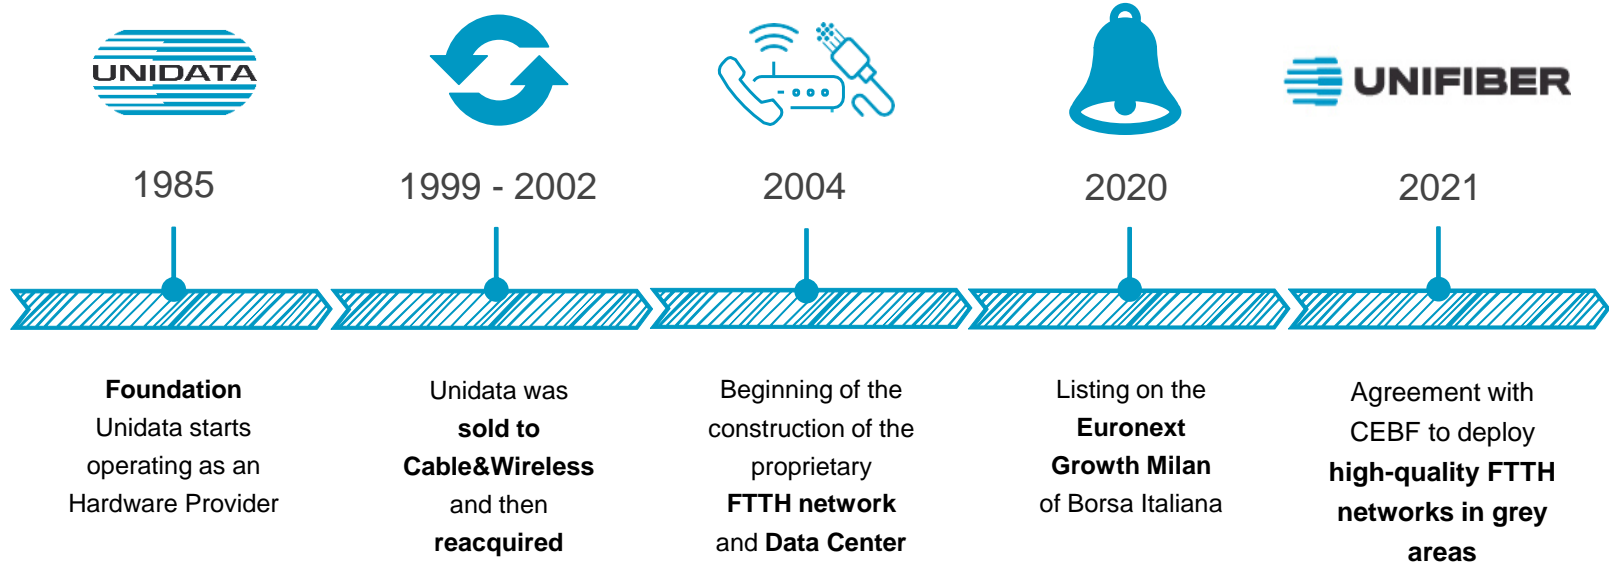 UNIDATA
UNIFIBER
1985
1999 - 2002
2004
2020
2021
Foundation
Unidata starts
operating as an
Hardware Provider
Unidata was
sold to
Cable&Wireless
and then
reacquired
Beginning of the
construction of the
proprietary
FTTH network
and Data Center
Listing on the
Euronext
Growth Milan
of Borsa Italiana
Agreement with
CEBF to deploy
high-quality FTTH
networks in grey
areas